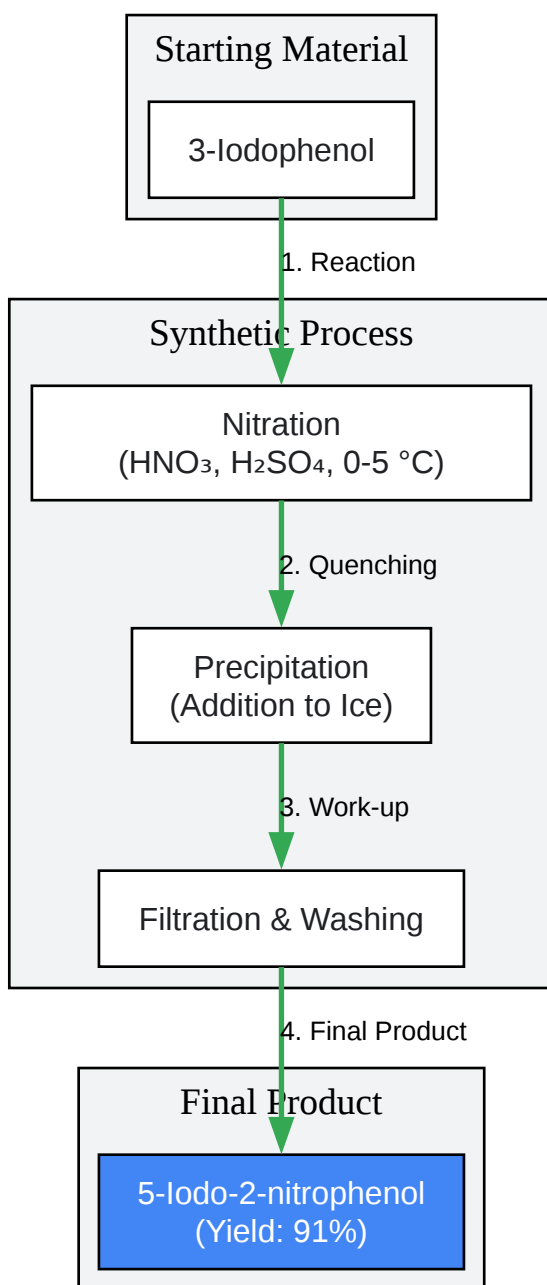 Starting Material
3-Iodophenol
1. Reaction
Synthetic Process
Nitration
(HNO₃, H₂SO₄, 0-5 °C)
2. Quenching
Precipitation
(Addition to Ice)
3. Work-up
Filtration & Washing
4. Final Product
Final Product
5-Iodo-2-nitrophenol
(Yield: 91%)